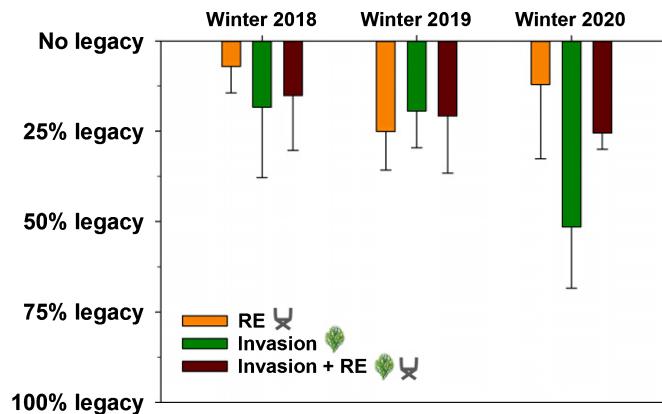 Winter 2018 Winter 2019 Winter 2020
No legacy
25% legacy
50% legacy
75% legacy
RE
Invasion
Invasion + RE
100% legacy